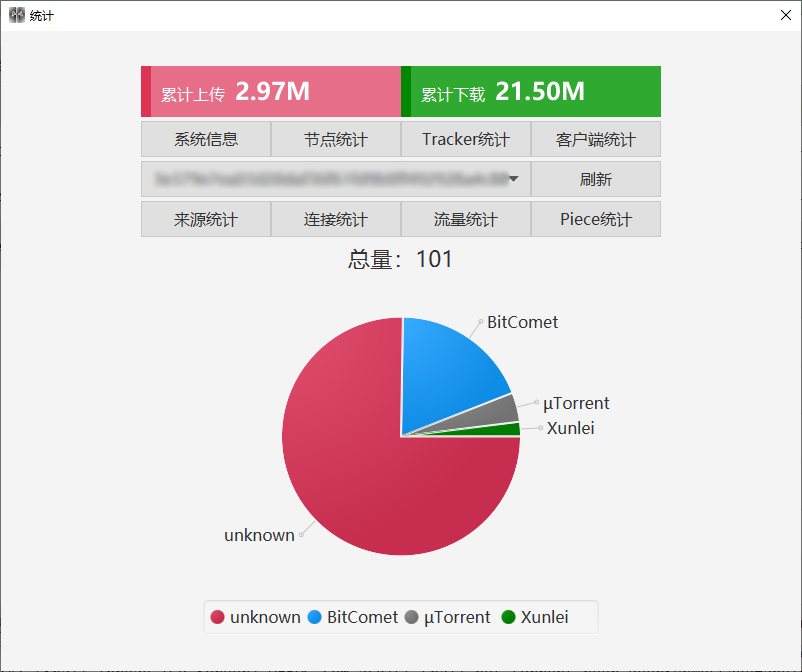 统计
累计上传 2.97M 累计下载 21.50M
系统信息 节点统计 Tracker统计 客户端统计
刷新
来源统计 连接统计 流量统计 Piece统计
总量：101
BitComet
µTorrent
Xunlei
unknown
unknown BitComet µTorrent Xunlei